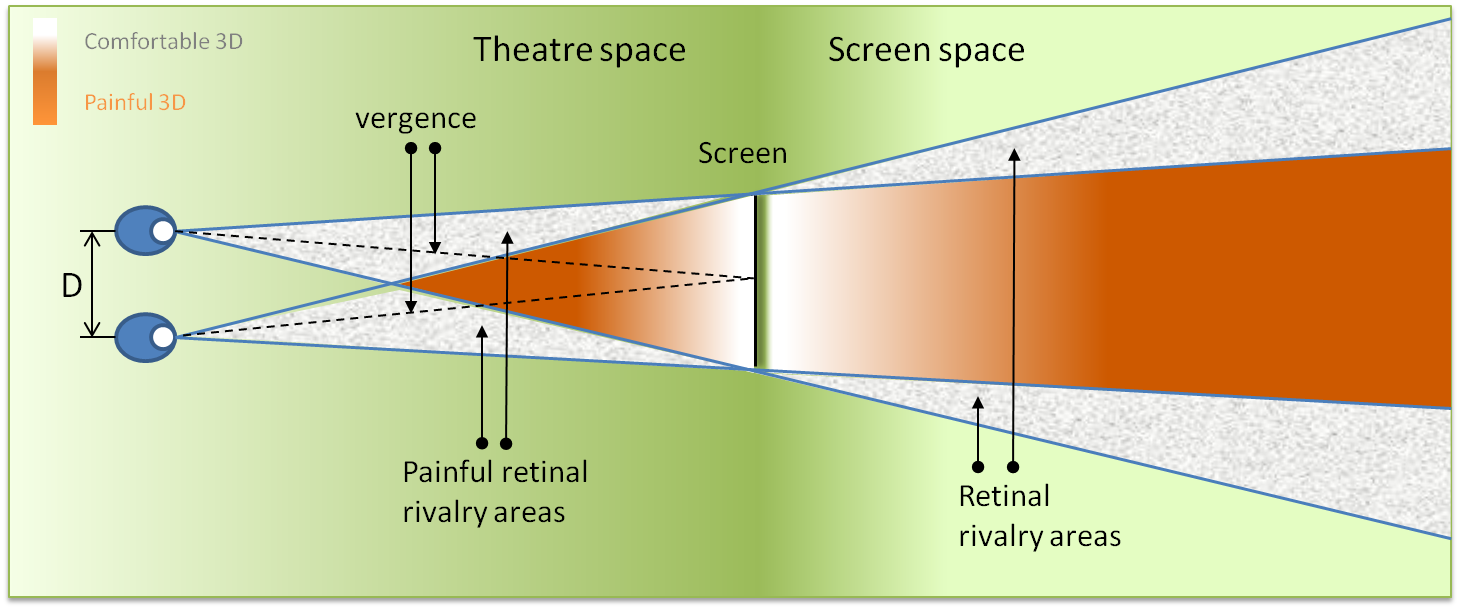 Comfortable 3D
Painful 3D
Theatre space
Screen space
vergence
Screen
D
Painful retinal
rivalry areas
Retinal
rivalry areas